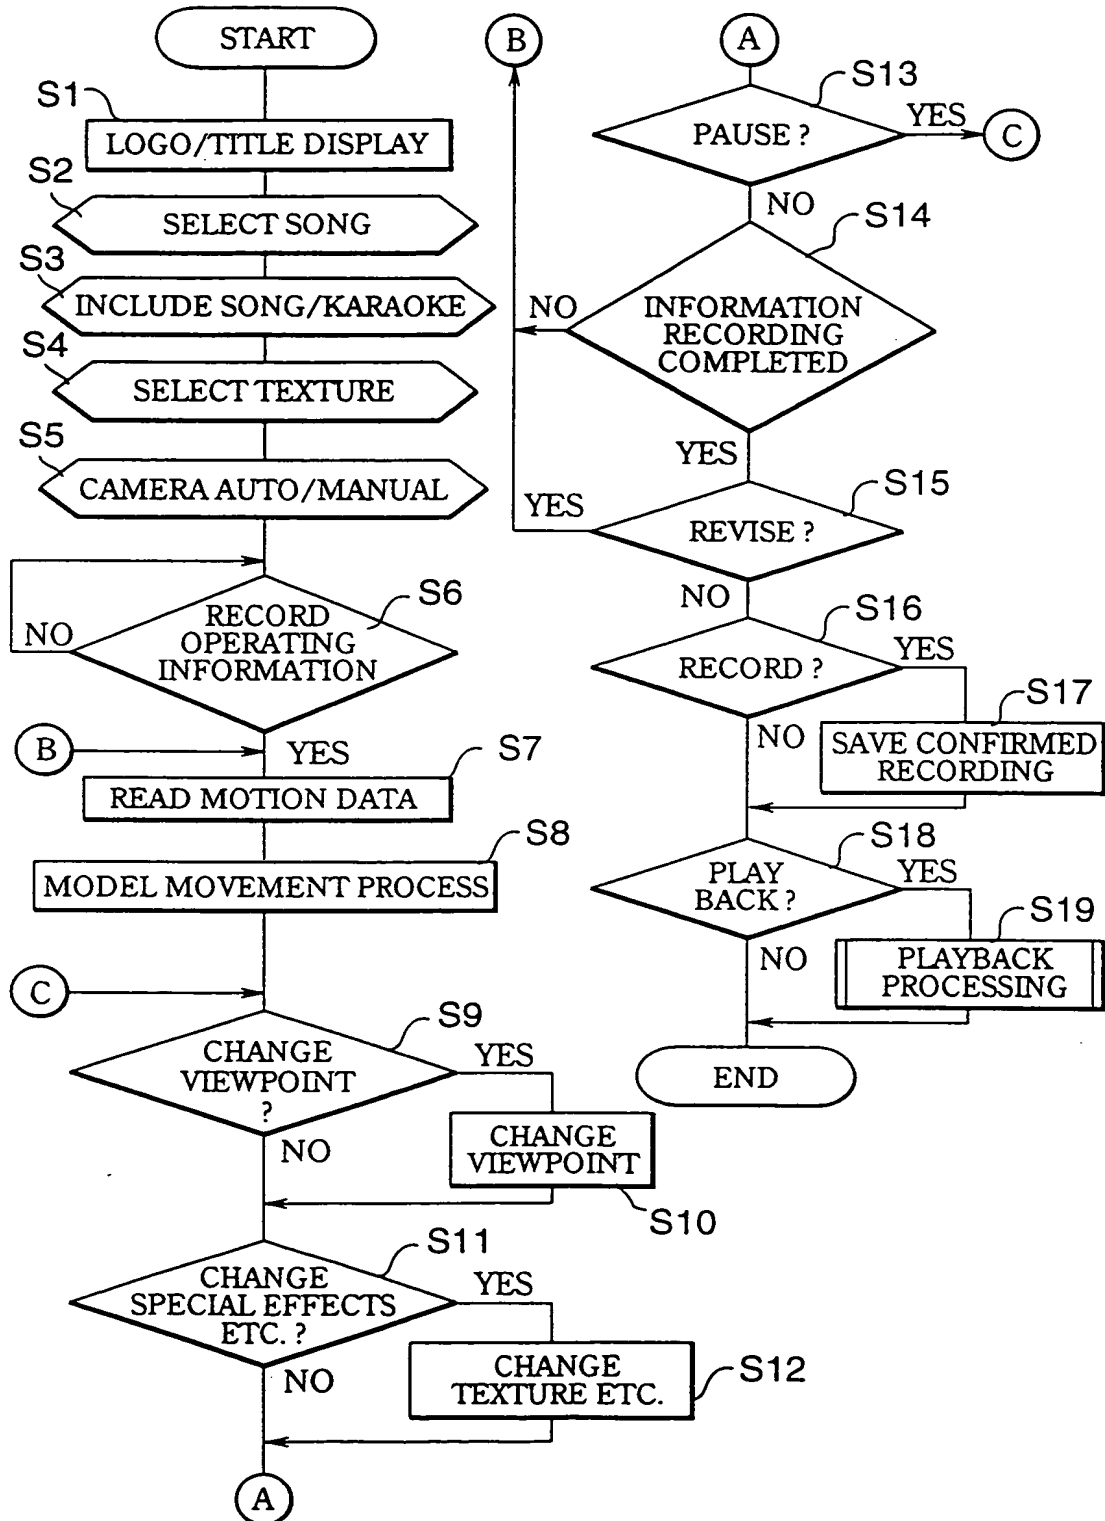 START
S1
LOGO/TITLE DISPLAY
S2
SELECT SONG
S3
INCLUDE SONG/KARAOKE
S4
SELECT TEXTURE
S5
CAMERA AUTO/MANUAL
S6
RECORD
OPERATING
INFORMATION
NO
B
YES
S7
READ MOTION DATA
S8
MODEL MOVEMENT PROCESS
C
S9
CHANGE
VIEWPOINT
?
YES
NO
CHANGE
VIEWPOINT
S10
S11
CHANGE
SPECIAL EFFECTS
ETC. ?
YES
NO
CHANGE
TEXTURE ETC.
S12
A
B
A
S13
PAUSE ?
YES
C
NO
S14
INFORMATION
RECORDING
COMPLETED
NO
YES
S15
REVISE ?
YES
NO
S16
RECORD ?
YES
S17
NO
SAVE CONFIRMED
RECORDING
S18
PLAY
BACK ?
YES
S19
NO
PLAYBACK
PROCESSING
END